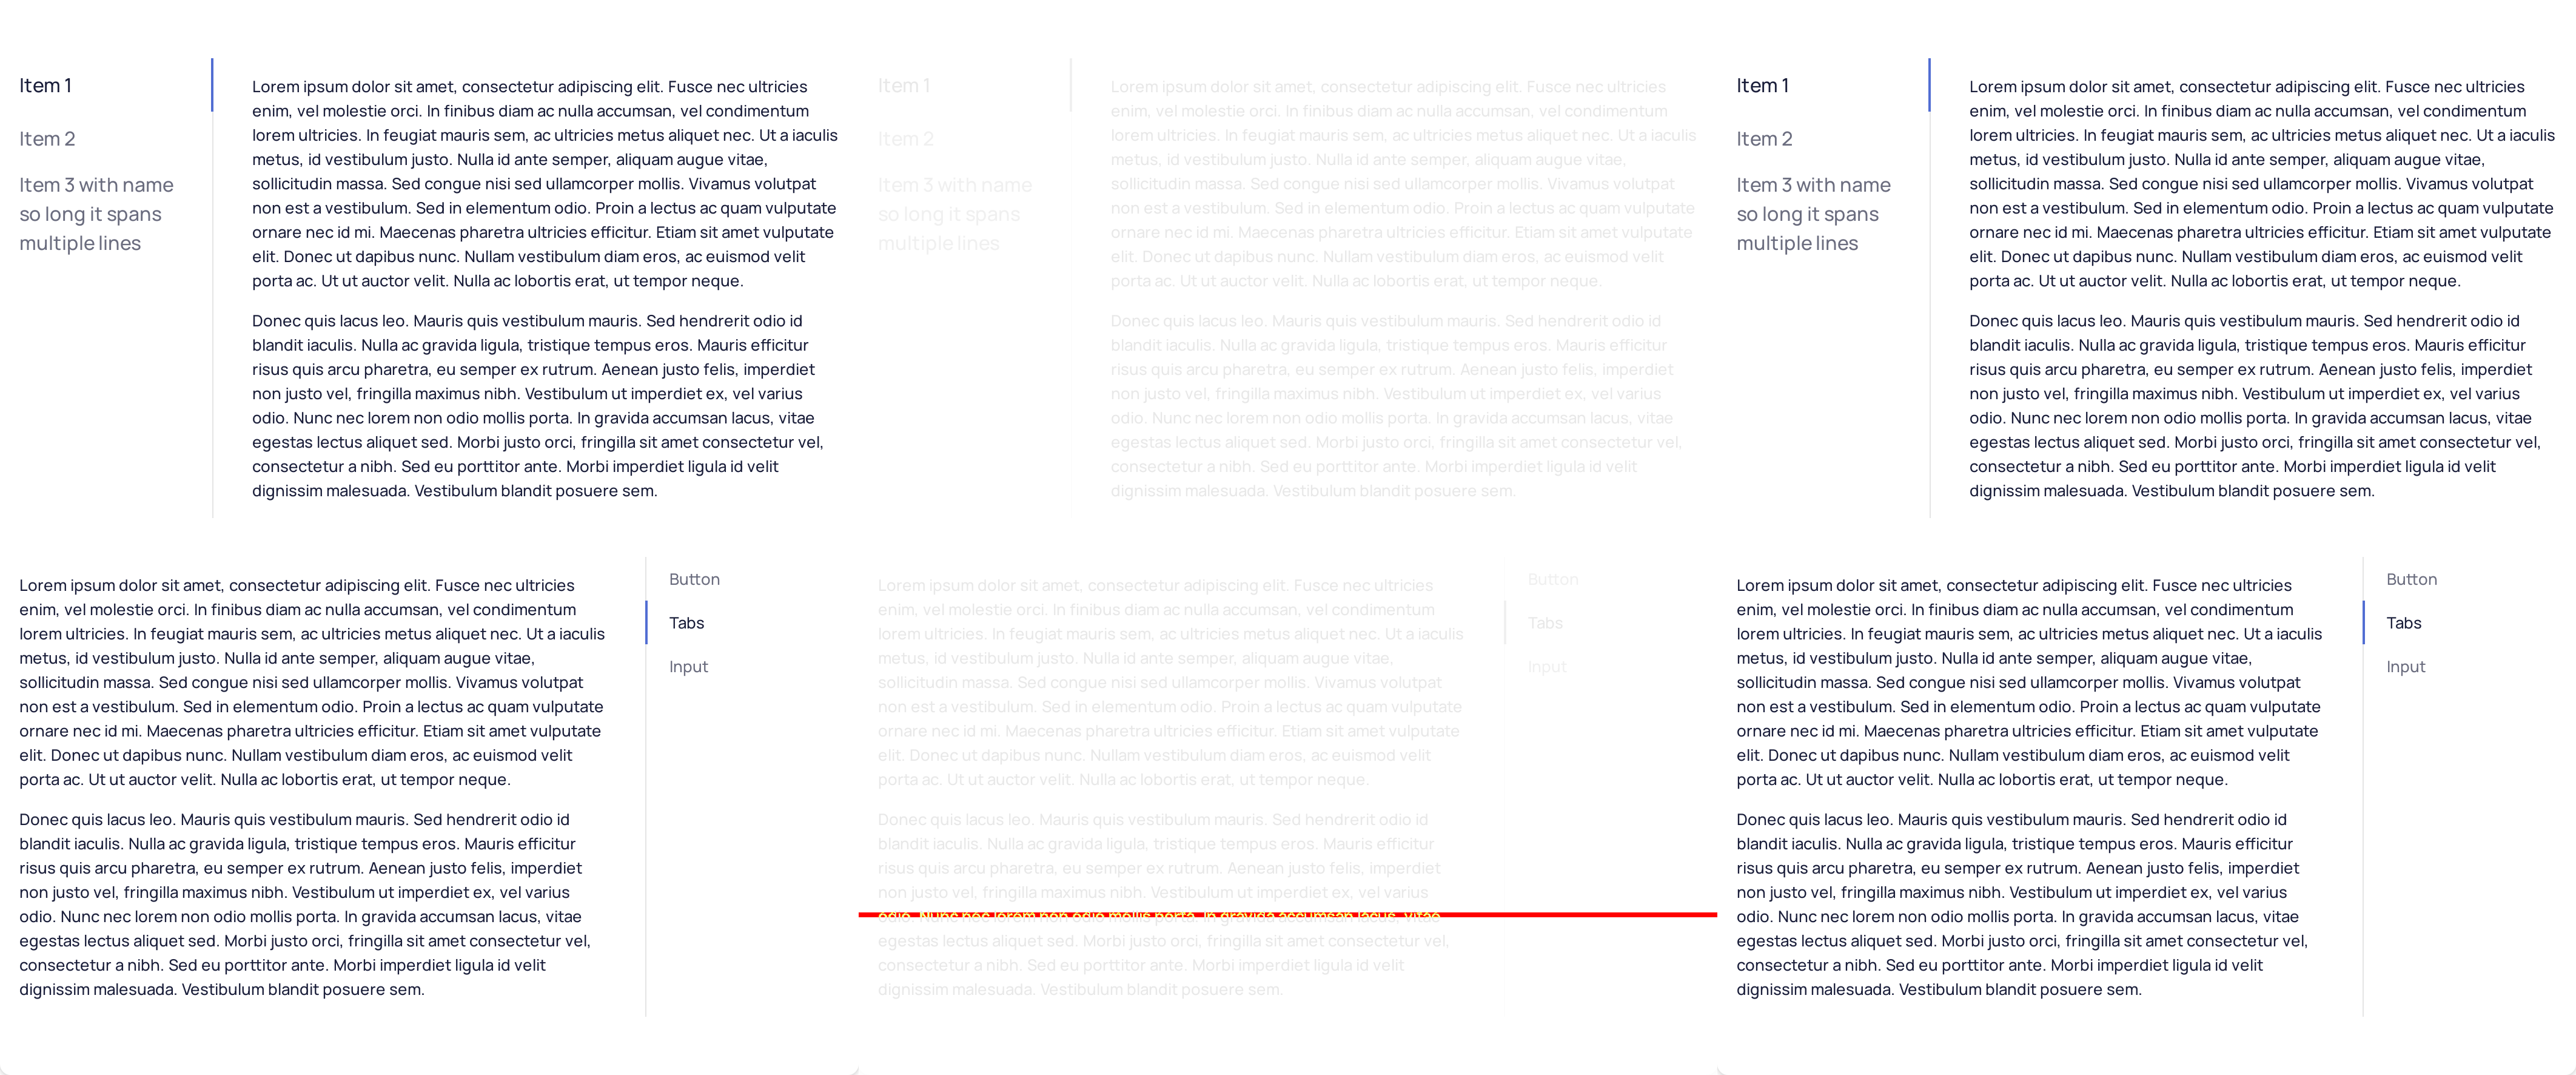 Item 1
Item 2
Item 3 with name
so long it spans
multiple lines
Lorem ipsum dolor sit amet, consectetur adipiscing elit. Fusce nec ultricies
enim, vel molestie orci. In finibus diam ac nulla accumsan, vel condimentum
lorem ultricies. In feugiat mauris sem, ac ultricies metus aliquet nec. Ut a iaculis
metus, id vestibulum justo. Nulla id ante semper, aliquam augue vitae,
sollicitudin massa. Sed congue nisi sed ullamcorper mollis. Vivamus volutpat
non est a vestibulum. Sed in elementum odio. Proin a lectus ac quam vulputate
ornare nec id mi. Maecenas pharetra ultricies efficitur. Etiam sit amet vulputate
elit. Donec ut dapibus nunc. Nullam vestibulum diam eros, ac euismod velit
porta ac. Ut ut auctor velit. Nulla ac lobortis erat, ut tempor neque.
Donec quis lacus leo. Mauris quis vestibulum mauris. Sed hendrerit odio id
blandit iaculis. Nulla ac gravida ligula, tristique tempus eros. Mauris efficitur
risus quis arcu pharetra, eu semper ex rutrum. Aenean justo felis, imperdiet
non justo vel, fringilla maximus nibh. Vestibulum ut imperdiet ex, vel varius
odio. Nunc nec lorem non odio mollis porta. In gravida accumsan lacus, vitae
egestas lectus aliquet sed. Morbi justo orci, fringilla sit amet consectetur vel,
consectetur a nibh. Sed eu porttitor ante. Morbi imperdiet ligula id velit
dignissim malesuada. Vestibulum blandit posuere sem.
Lorem ipsum dolor sit amet, consectetur adipiscing elit. Fusce nec ultricies
enim, vel molestie orci. In finibus diam ac nulla accumsan, vel condimentum
lorem ultricies. In feugiat mauris sem, ac ultricies metus aliquet nec. Ut a iaculis
metus, id vestibulum justo. Nulla id ante semper, aliquam augue vitae,
sollicitudin massa. Sed congue nisi sed ullamcorper mollis. Vivamus volutpat
non est a vestibulum. Sed in elementum odio. Proin a lectus ac quam vulputate
ornare nec id mi. Maecenas pharetra ultricies efficitur. Etiam sit amet vulputate
elit. Donec ut dapibus nunc. Nullam vestibulum diam eros, ac euismod velit
porta ac. Ut ut auctor velit. Nulla ac lobortis erat, ut tempor neque.
Donec quis lacus leo. Mauris quis vestibulum mauris. Sed hendrerit odio id
blandit iaculis. Nulla ac gravida ligula, tristique tempus eros. Mauris efficitur
risus quis arcu pharetra, eu semper ex rutrum. Aenean justo felis, imperdiet
non justo vel, fringilla maximus nibh. Vestibulum ut imperdiet ex, vel varius
odio. Nunc nec lorem non odio mollis porta. In gravida accumsan lacus, vitae
egestas lectus aliquet sed. Morbi justo orci, fringilla sit amet consectetur vel,
consectetur a nibh. Sed eu porttitor ante. Morbi imperdiet ligula id velit
dignissim malesuada. Vestibulum blandit posuere sem.
Button
Tabs
Input
Item 1
Item 2
Item 3 with name
so long it spans
multiple lines
Lorem ipsum dolor sit amet, consectetur adipiscing elit. Fusce nec ultricies
enim, vel molestie orci. In finibus diam ac nulla accumsan, vel condimentum
lorem ultricies. In feugiat mauris sem, ac ultricies metus aliquet nec. Ut a iaculis
metus, id vestibulum justo. Nulla id ante semper, aliquam augue vitae,
sollicitudin massa. Sed congue nisi sed ullamcorper mollis. Vivamus volutpat
non est a vestibulum. Sed in elementum odio. Proin a lectus ac quam vulputate
ornare nec id mi. Maecenas pharetra ultricies efficitur. Etiam sit amet vulputate
elit. Donec ut dapibus nunc. Nullam vestibulum diam eros, ac euismod velit
porta ac. Ut ut auctor velit. Nulla ac lobortis erat, ut tempor neque.
Donec quis lacus leo. Mauris quis vestibulum mauris. Sed hendrerit odio id
blandit iaculis. Nulla ac gravida ligula, tristique tempus eros. Mauris efficitur
risus quis arcu pharetra, eu semper ex rutrum. Aenean justo felis, imperdiet
non justo vel, fringilla maximus nibh. Vestibulum ut imperdiet ex, vel varius
odio. Nunc nec lorem non odio mollis porta. In gravida accumsan lacus, vitae
egestas lectus aliquet sed. Morbi justo orci, fringilla sit amet consectetur vel,
consectetur a nibh. Sed eu porttitor ante. Morbi imperdiet ligula id velit
dignissim malesuada. Vestibulum blandit posuere sem.
Lorem ipsum dolor sit amet, consectetur adipiscing elit. Fusce nec ultricies
enim, vel molestie orci. In finibus diam ac nulla accumsan, vel condimentum
lorem ultricies. In feugiat mauris sem, ac ultricies metus aliquet nec. Ut a iaculis
metus, id vestibulum justo. Nulla id ante semper, aliquam augue vitae,
sollicitudin massa. Sed congue nisi sed ullamcorper mollis. Vivamus volutpat
non est a vestibulum. Sed in elementum odio. Proin a lectus ac quam vulputate
ornare nec id mi. Maecenas pharetra ultricies efficitur. Etiam sit amet vulputate
elit. Donec ut dapibus nunc. Nullam vestibulum diam eros, ac euismod velit
porta ac. Ut ut auctor velit. Nulla ac lobortis erat, ut tempor neque.
Donec quis lacus leo. Mauris quis vestibulum mauris. Sed hendrerit odio id
blandit iaculis. Nulla ac gravida ligula, tristique tempus eros. Mauris efficitur
risus quis arcu pharetra, eu semper ex rutrum. Aenean justo felis, imperdiet
non justo vel, fringilla maximus nibh. Vestibulum ut imperdiet ex, vel varius
odio. Nunc nec lorem non odio mollis porta. In gravida accumsan lacus, vitae
egestas lectus aliquet sed. Morbi justo orci, fringilla sit amet consectetur vel,
consectetur a nibh. Sed eu porttitor ante. Morbi imperdiet ligula id velit
dignissim malesuada. Vestibulum blandit posuere sem.
Button
Tabs
Input
Item 1
Item 2
Item 3 with name
so long it spans
multiple lines
Lorem ipsum dolor sit amet, consectetur adipiscing elit. Fusce nec ultricies
enim, vel molestie orci. In finibus diam ac nulla accumsan, vel condimentum
lorem ultricies. In feugiat mauris sem, ac ultricies metus aliquet nec. Ut a iaculis
metus, id vestibulum justo. Nulla id ante semper, aliquam augue vitae,
sollicitudin massa. Sed congue nisi sed ullamcorper mollis. Vivamus volutpat
non est a vestibulum. Sed in elementum odio. Proin a lectus ac quam vulputate
ornare nec id mi. Maecenas pharetra ultricies efficitur. Etiam sit amet vulputate
elit. Donec ut dapibus nunc. Nullam vestibulum diam eros, ac euismod velit
porta ac. Ut ut auctor velit. Nulla ac lobortis erat, ut tempor neque.
Donec quis lacus leo. Mauris quis vestibulum mauris. Sed hendrerit odio id
blandit iaculis. Nulla ac gravida ligula, tristique tempus eros. Mauris efficitur
risus quis arcu pharetra, eu semper ex rutrum. Aenean justo felis, imperdiet
non justo vel, fringilla maximus nibh. Vestibulum ut imperdiet ex, vel varius
odio. Nunc nec lorem non odio mollis porta. In gravida accumsan lacus, vitae
egestas lectus aliquet sed. Morbi justo orci, fringilla sit amet consectetur vel,
consectetur a nibh. Sed eu porttitor ante. Morbi imperdiet ligula id velit
dignissim malesuada. Vestibulum blandit posuere sem.
Lorem ipsum dolor sit amet, consectetur adipiscing elit. Fusce nec ultricies
enim, vel molestie orci. In finibus diam ac nulla accumsan, vel condimentum
lorem ultricies. In feugiat mauris sem, ac ultricies metus aliquet nec. Ut a iaculis
metus, id vestibulum justo. Nulla id ante semper, aliquam augue vitae,
sollicitudin massa. Sed congue nisi sed ullamcorper mollis. Vivamus volutpat
non est a vestibulum. Sed in elementum odio. Proin a lectus ac quam vulputate
ornare nec id mi. Maecenas pharetra ultricies efficitur. Etiam sit amet vulputate
elit. Donec ut dapibus nunc. Nullam vestibulum diam eros, ac euismod velit
porta ac. Ut ut auctor velit. Nulla ac lobortis erat, ut tempor neque.
Donec quis lacus leo. Mauris quis vestibulum mauris. Sed hendrerit odio id
blandit iaculis. Nulla ac gravida ligula, tristique tempus eros. Mauris efficitur
risus quis arcu pharetra, eu semper ex rutrum. Aenean justo felis, imperdiet
non justo vel, fringilla maximus nibh. Vestibulum ut imperdiet ex, vel varius
odio. Nunc nec lorem non odio mollis porta. In gravida accumsan lacus, vitae
egestas lectus aliquet sed. Morbi justo orci, fringilla sit amet consectetur vel,
consectetur a nibh. Sed eu porttitor ante. Morbi imperdiet ligula id velit
dignissim malesuada. Vestibulum blandit posuere sem.
Button
Tabs
Input